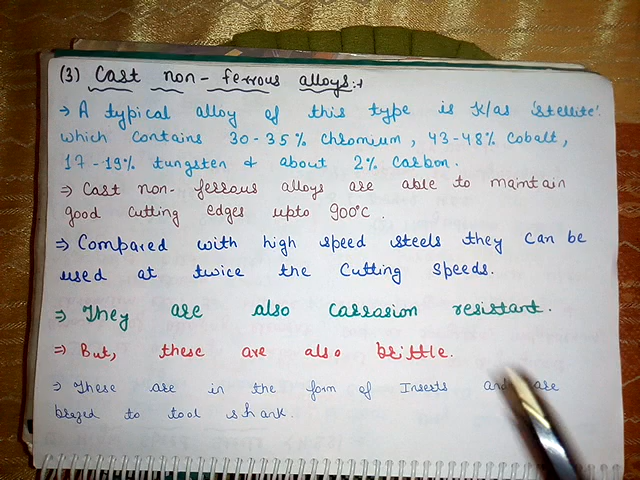 (3) Cast non-ferrous alloys:→
→ A typical alloy of this type is k/as 'stellite'.
which contains 30-35% chromium, 43-48% cobalt,
17-19% tungsten & about 2% carbon.
⇒ Cast non-ferrous alloys are able to maintain
good cutting edges upto 900°c.
⇒ Compared with high speed steels they can be
used at twice the cutting speeds.
⇒ They are also carrasion resistant.
⇒ But, these are also brittle.
⇒ These are in the form of Inserts and are
brazed to tool shank.